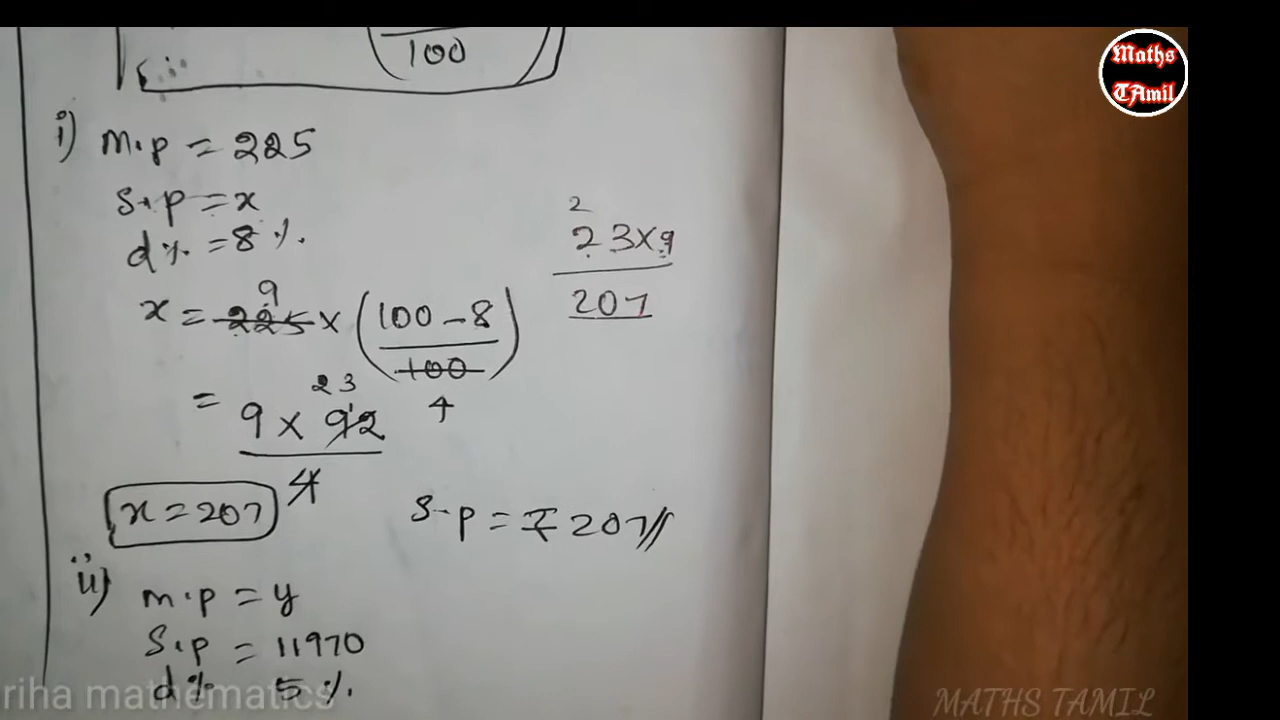 100
Maths
TAmil
i) M.p = 225
S.p = x
d% = 8%.
2
23×9
207
9
x = 225 × (100 - 8
100)
4
23
= 9 × 92
4
x = 207
S.p = ₹ 207//
ii) m.p = y
S.p = 11970
d% 5%.
riha mathematics
MATHS TAMIL